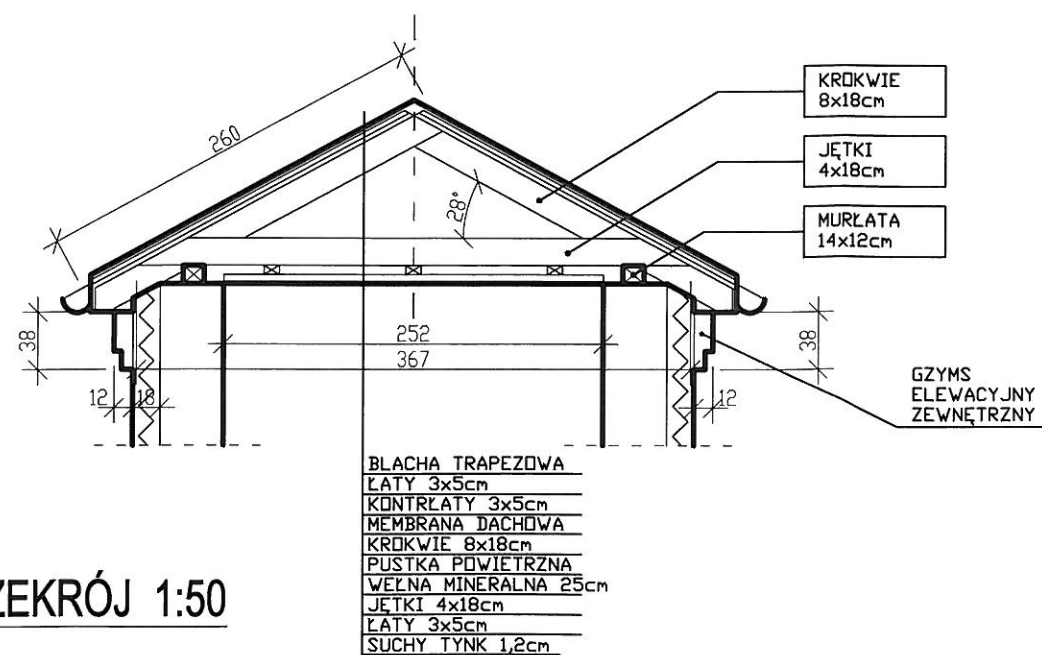 260
28°
KROKWIE
8x18cm
JĘTKI
4x18cm
MURŁATA
14x12cm
38
252
367
38
12
18
12
GZYMS
ELEWACYJNY
ZEWNĘTRZNY
BLACHA TRAPEZOWA
ŁATY 3x5cm
KONTRŁATY 3x5cm
MEMBRANA DACHOWA
KROKWIE 8x18cm
PUSTKA POWIETRZNA
WEŁNA MINERALNA 25cm
JĘTKI 4x18cm
ŁATY 3x5cm
SUCHY TYNK 1,2cm
ZEKRÓJ 1:50